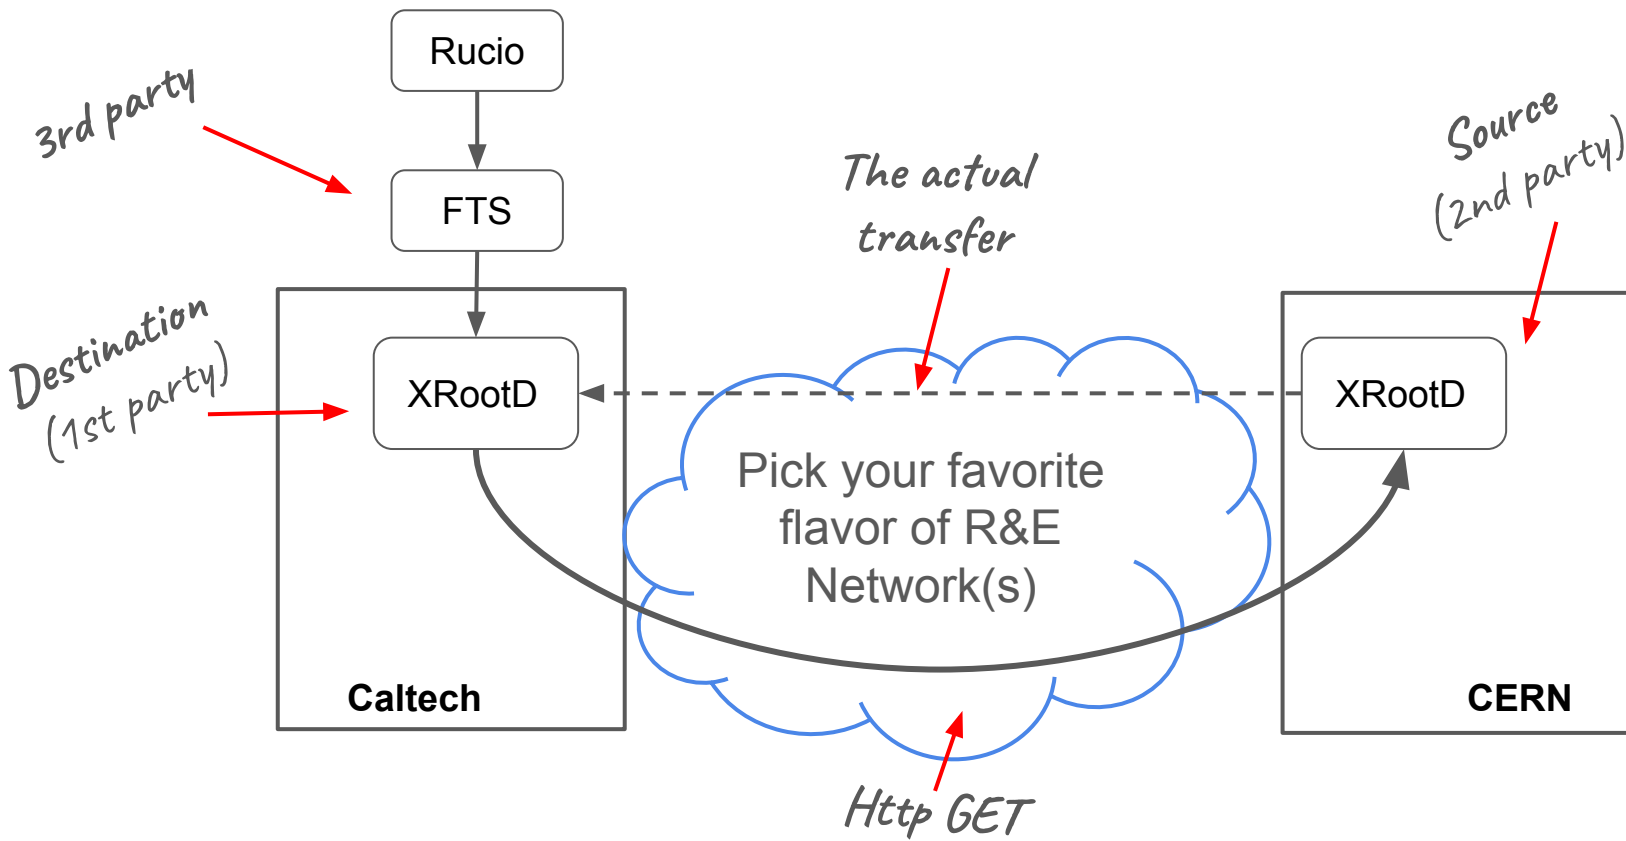 Rucio
3rd party
FTS
The actual
transfer
Source
(2nd party)
Destination
(1st party)
XRootD
XRootD
Pick your favorite
flavor of R&E
Network(s)
Caltech
CERN
Http GET